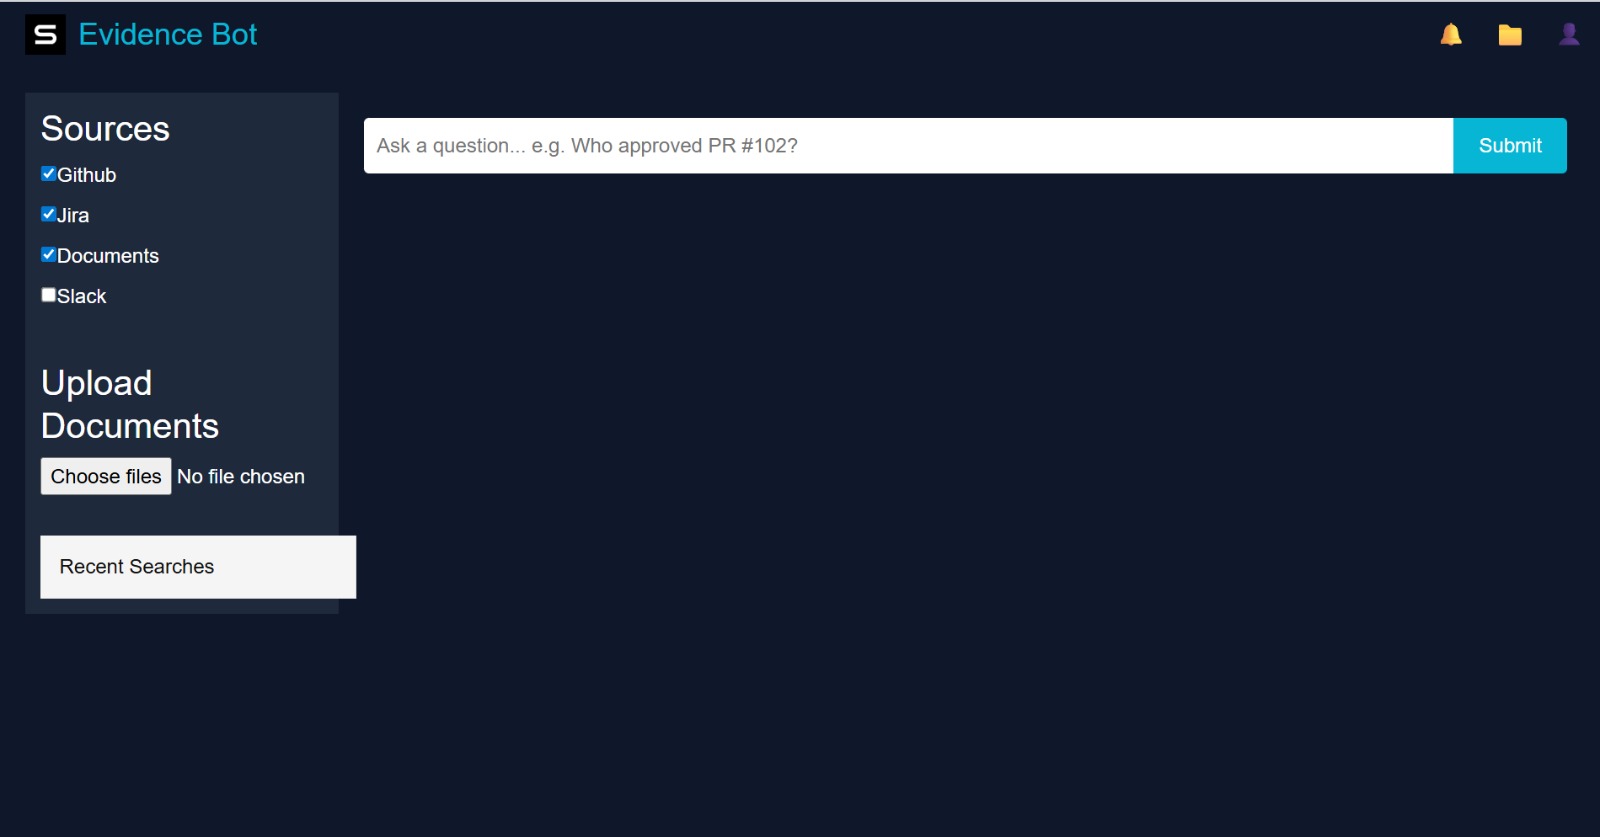 S Evidence Bot
Sources
Github
Jira
Documents
Slack
Upload
Documents
Choose files No file chosen
Recent Searches
Ask a question... e.g. Who approved PR #102?
Submit